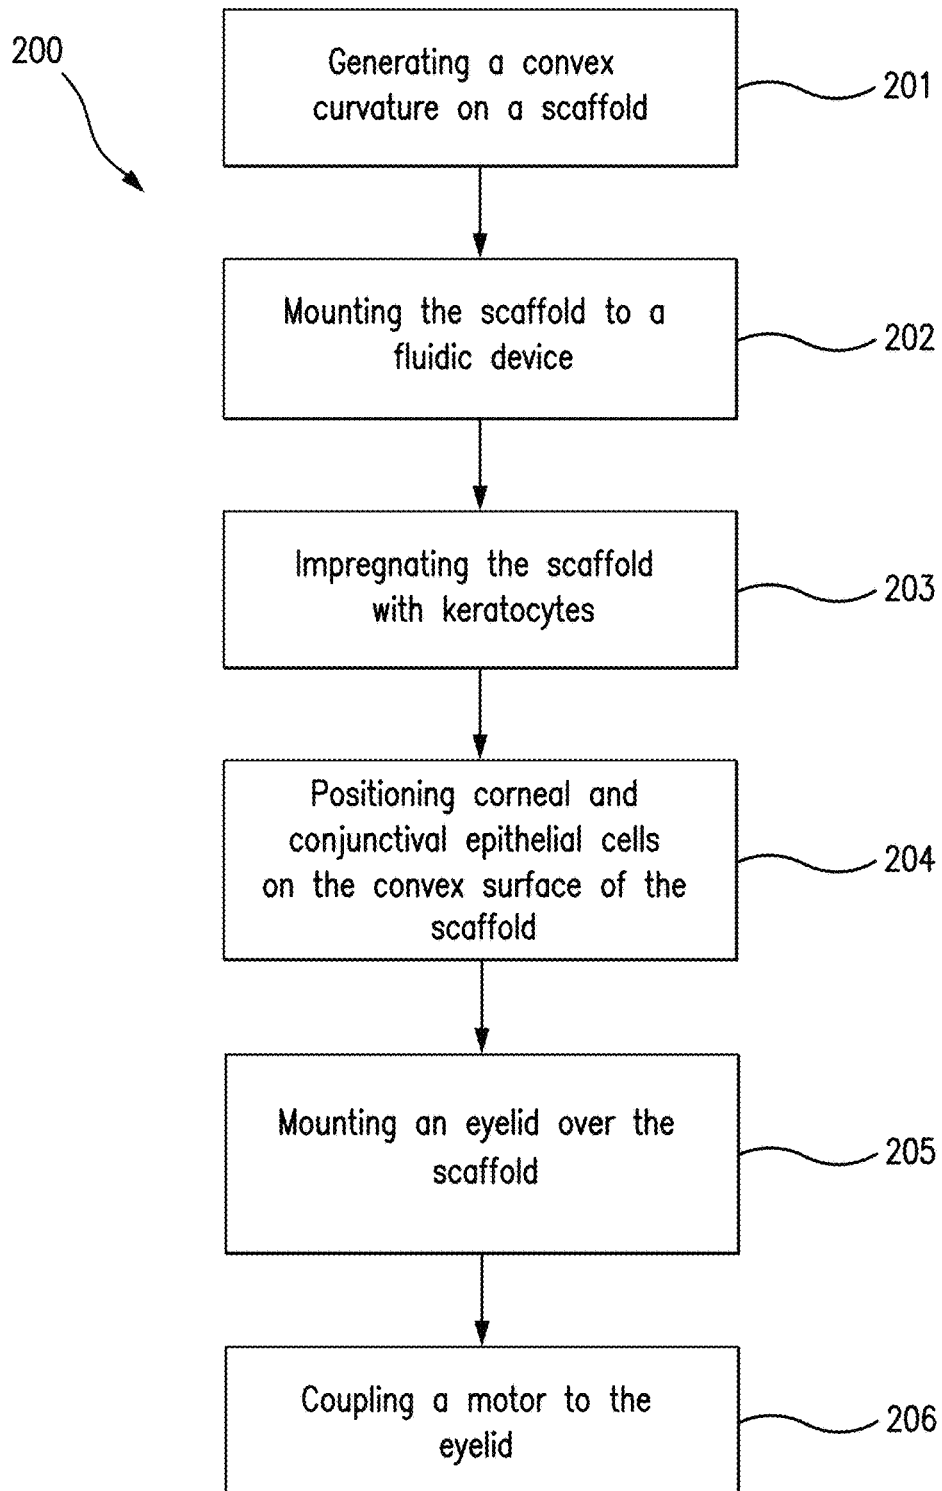 200
Generating a convex
curvature on a scaffold
201
Mounting the scaffold to a
fluidic device
202
Impregnating the scaffold
with keratocytes
203
Positioning corneal and
conjunctival epithelial cells
on the convex surface of the
scaffold
204
Mounting an eyelid over the
scaffold
205
Coupling a motor to the
eyelid
206